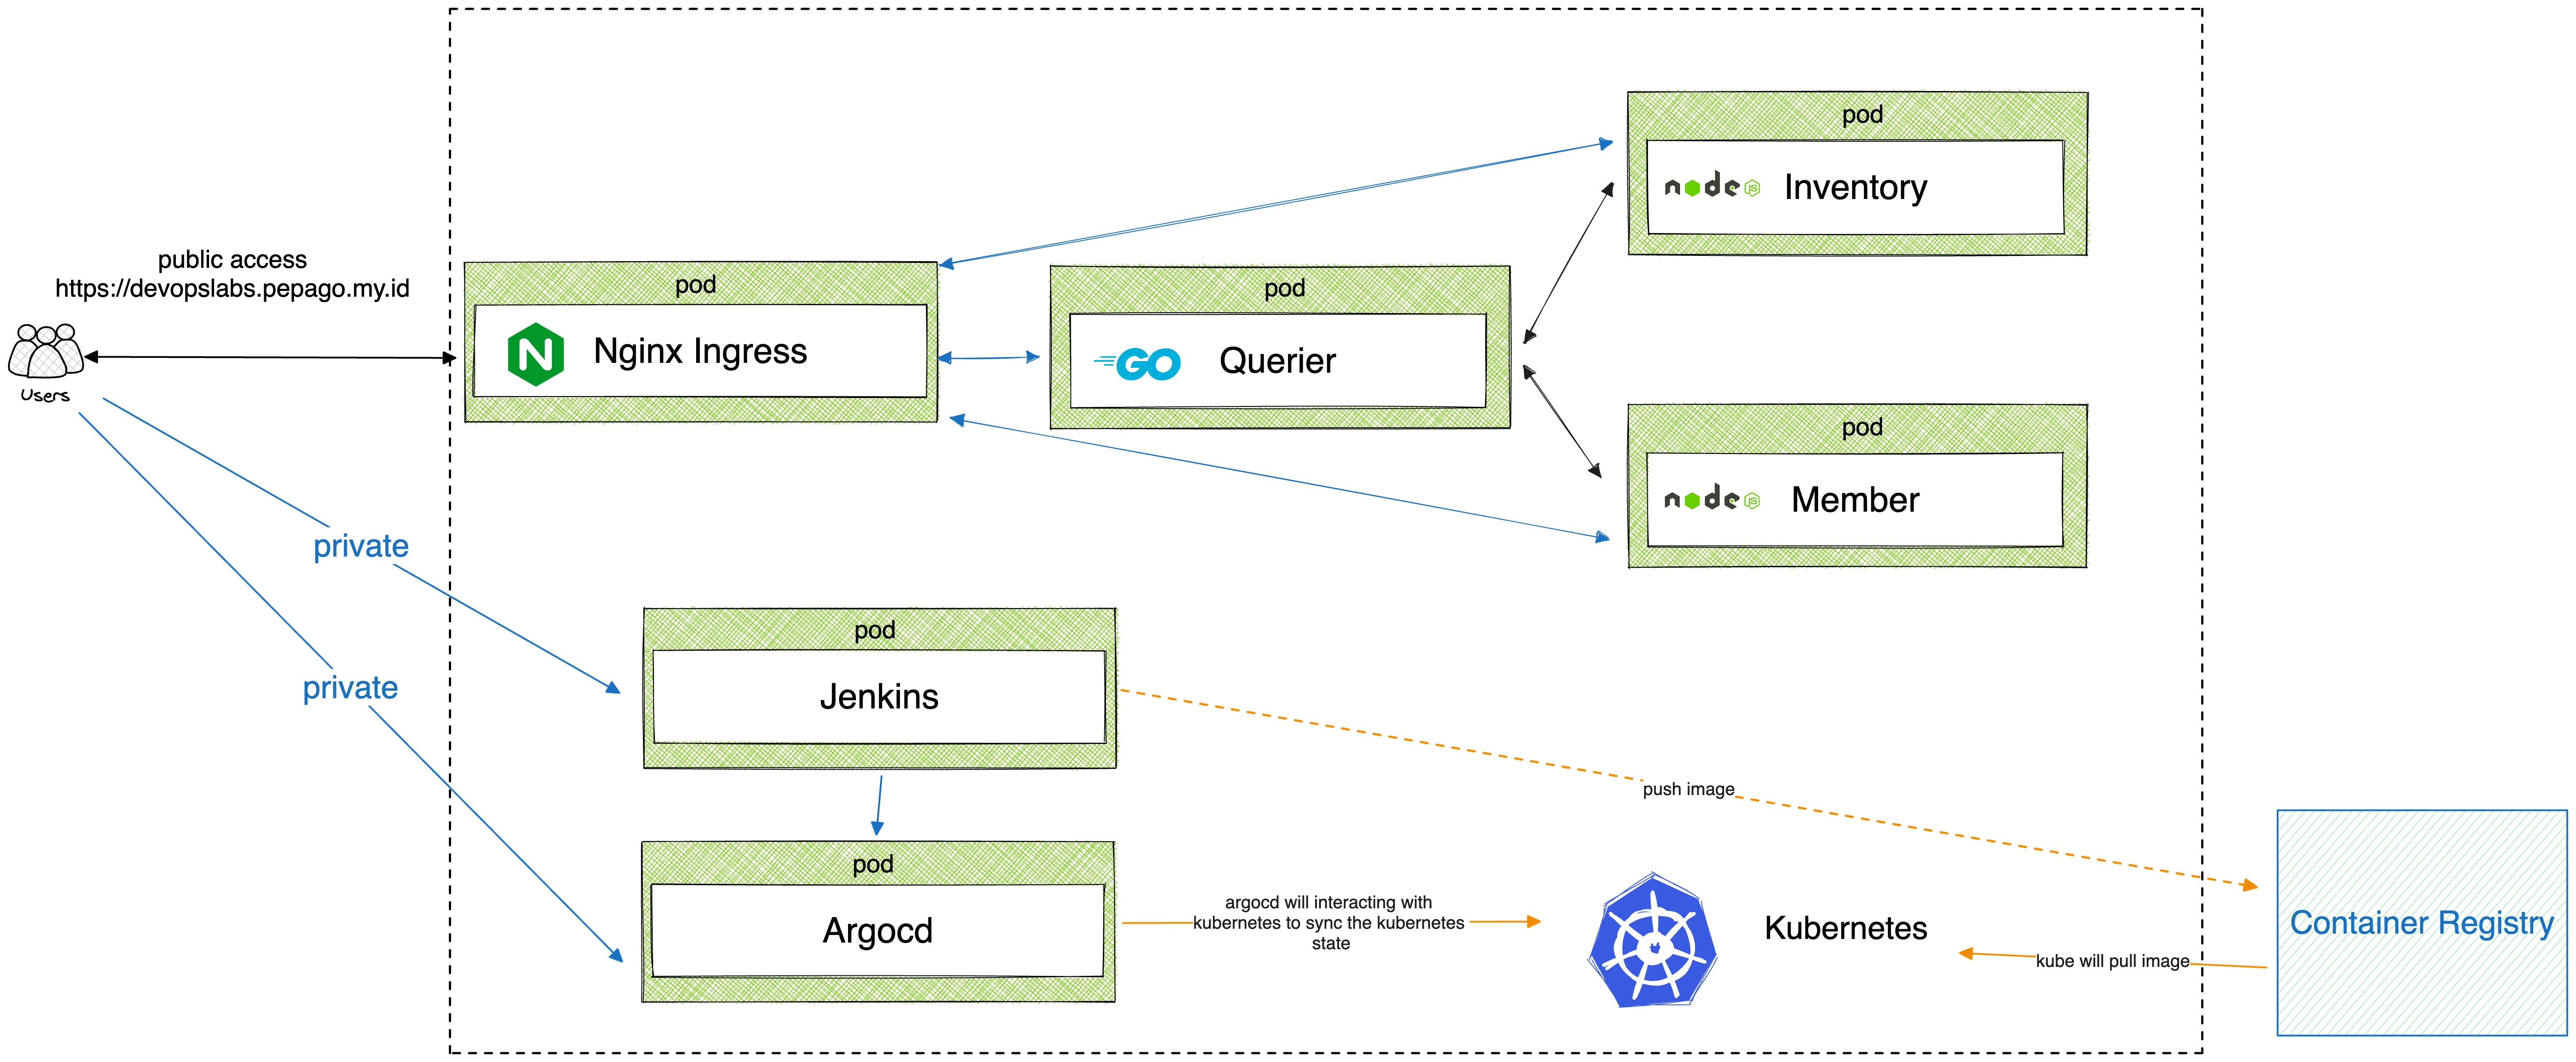 pod
node JS Inventory
public access
https://devopslabs.pepago.my.id
pod
N Nginx Ingress
pod
GO Querier
Users
pod
node JS Member
private
private
pod
Jenkins
push image
pod
Argocd
argocd will interacting with
kubernetes to sync the kubernetes
state
Kubernetes
kube will pull image
Container Registry